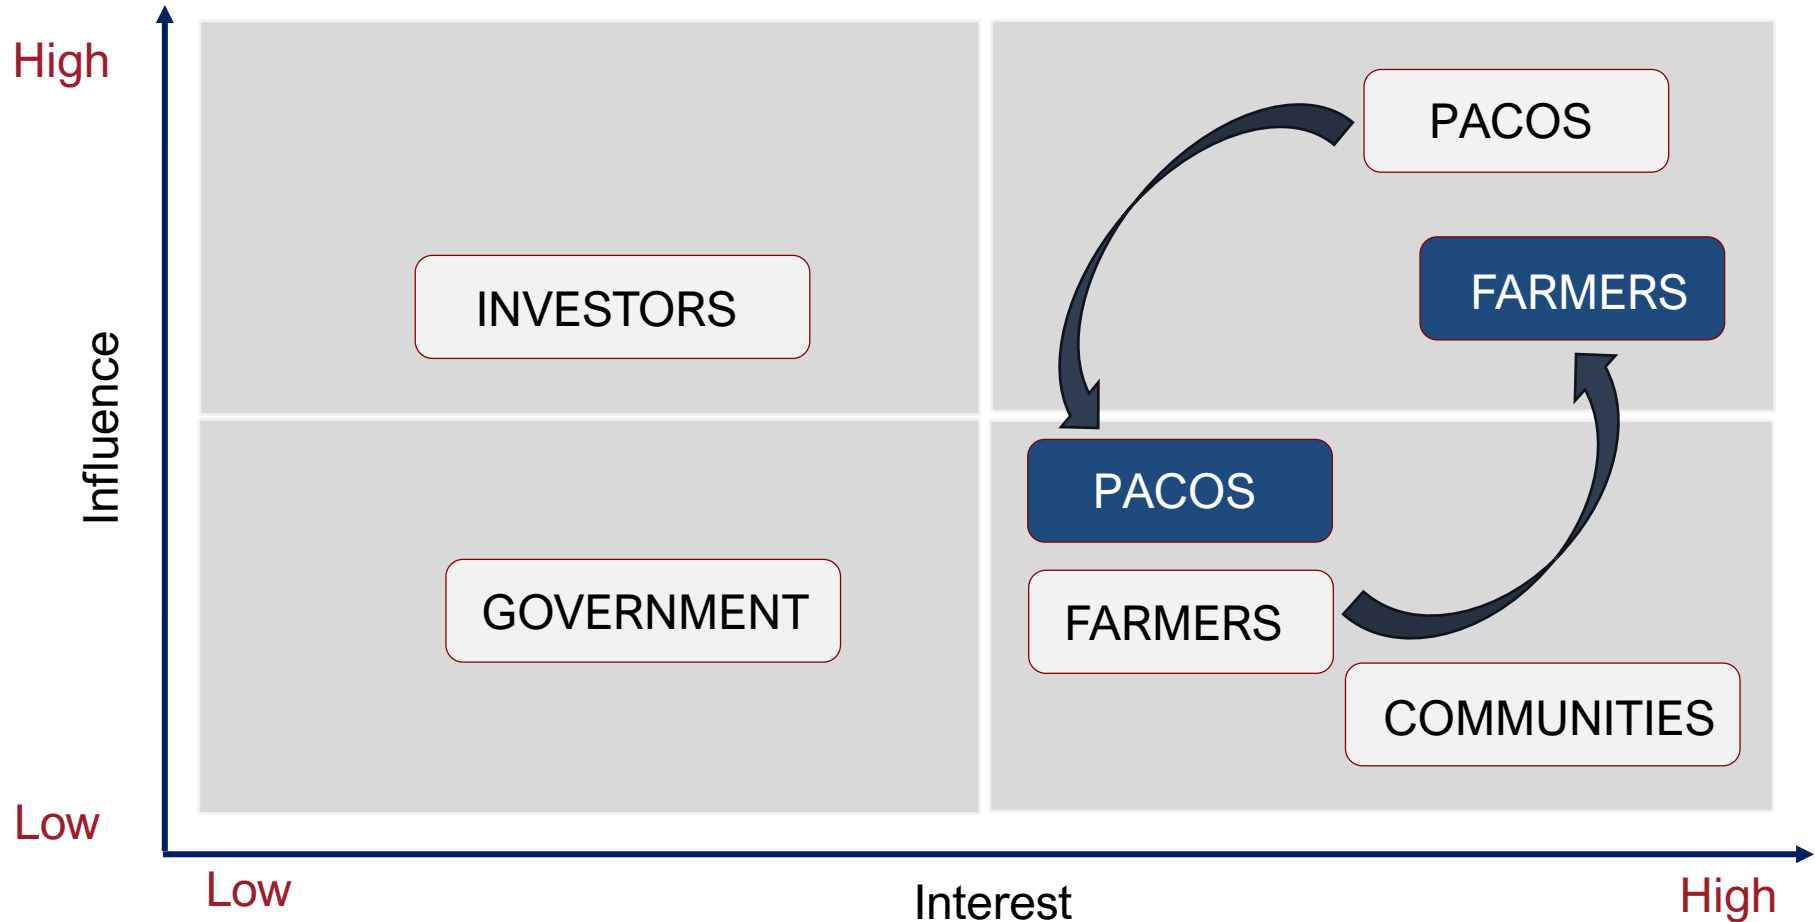 High
PACOS
FARMERS
INVESTORS
Influence
PACOS
GOVERNMENT
FARMERS
COMMUNITIES
Low
Low
Interest
High